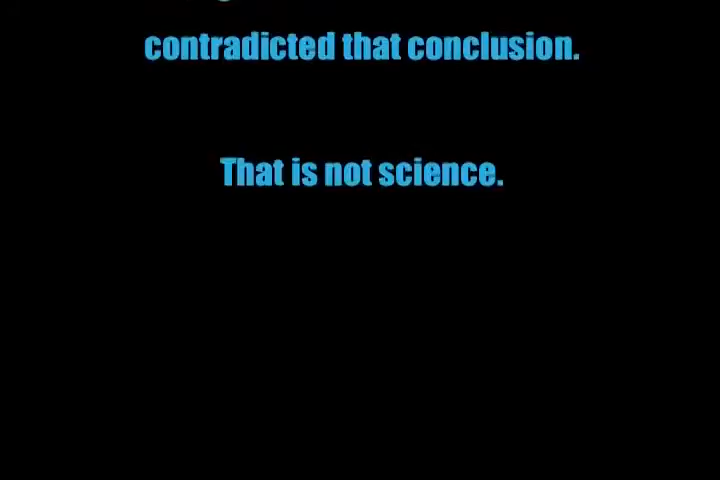 contradicted that conclusion.
That is not science.